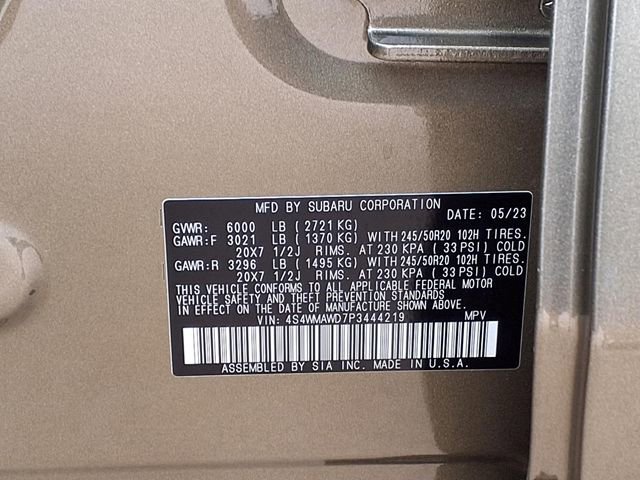 MFD BY SUBARU CORPORATION
DATE: 05/23
GVWR: 6000 LB ( 2721 KG)
GAWR:F 3021 LB ( 1370 KG) WITH 245/50R20 102H TIRES.
20X7 1/2J RIMS. AT 230 KPA ( 33 PSI) COLD
GAWR:R 3296 LB ( 1495 KG) WITH 245/50R20 102H TIRES.
20X7 1/2J RIMS. AT 230 KPA ( 33 PSI) COLD
THIS VEHICLE CONFORMS TO ALL APPLICABLE FEDERAL MOTOR
VEHICLE SAFETY AND THEFT PREVENTION STANDARDS
IN EFFECT ON THE DATE OF MANUFACTURE SHOWN ABOVE.
VIN: 4S4WMAWD7P3444219 MPV
ASSEMBLED BY SIA INC. MADE IN U.S.A.